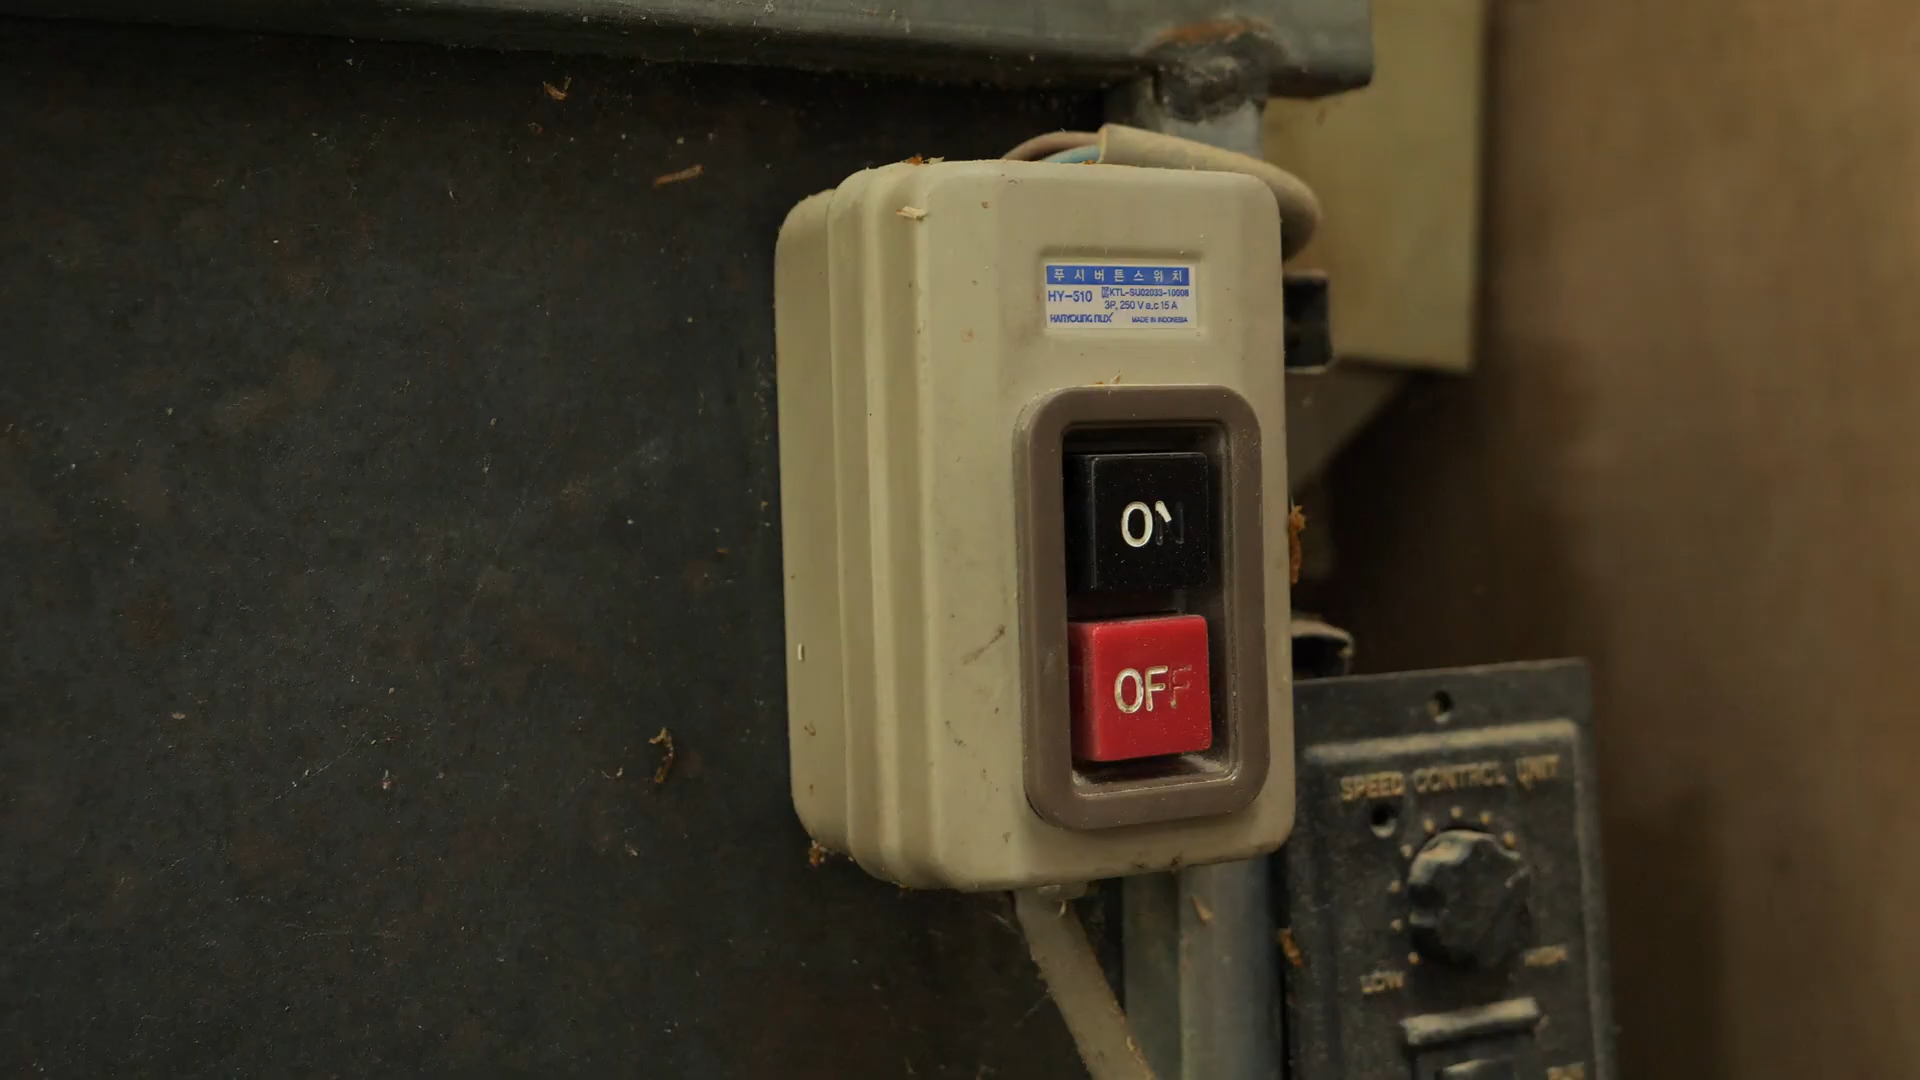 푸시버튼스위치
HY-510
KTL-SU02033-10008
3P, 250 V a.c 15 A
HANYOUNG NUX
MADE IN INDONESIA
ON
OFF
SPEED CONTROL UNIT
LOW
HIGH